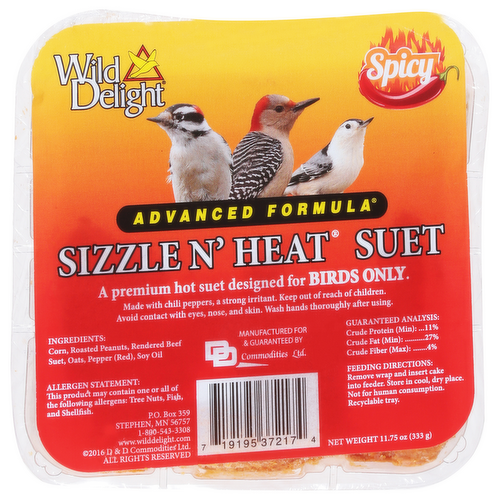 Wild
Delight®
Spicy
ADVANCED FORMULA®
SIZZLE N' HEAT® SUET
A premium hot suet designed for BIRDS ONLY.
Made with chili peppers, a strong irritant. Keep out of reach of children.
Avoid contact with eyes, nose, and skin. Wash hands thoroughly after using.
INGREDIENTS:
Corn, Roasted Peanuts, Rendered Beef
Suet, Oats, Pepper (Red), Soy Oil
ALLERGEN STATEMENT:
This product may contain one or all of
the following allergens: Tree Nuts, Fish,
and Shellfish.
P.O. Box 359
STEPHEN, MN 56757
1-800-543-3308
www.wilddelight.com
©2016 D & D Commodities Ltd.
ALL RIGHTS RESERVED
MANUFACTURED FOR
& GUARANTEED BY
DD Commodities Ltd.
7 19195 37217 4
GUARANTEED ANALYSIS:
Crude Protein (Min): ...11%
Crude Fat (Min): ..........27%
Crude Fiber (Max): .......4%
FEEDING DIRECTIONS:
Remove wrap and insert cake
into feeder. Store in cool, dry place.
Not for human consumption.
Recyclable tray.
NET WEIGHT 11.75 oz (333 g)